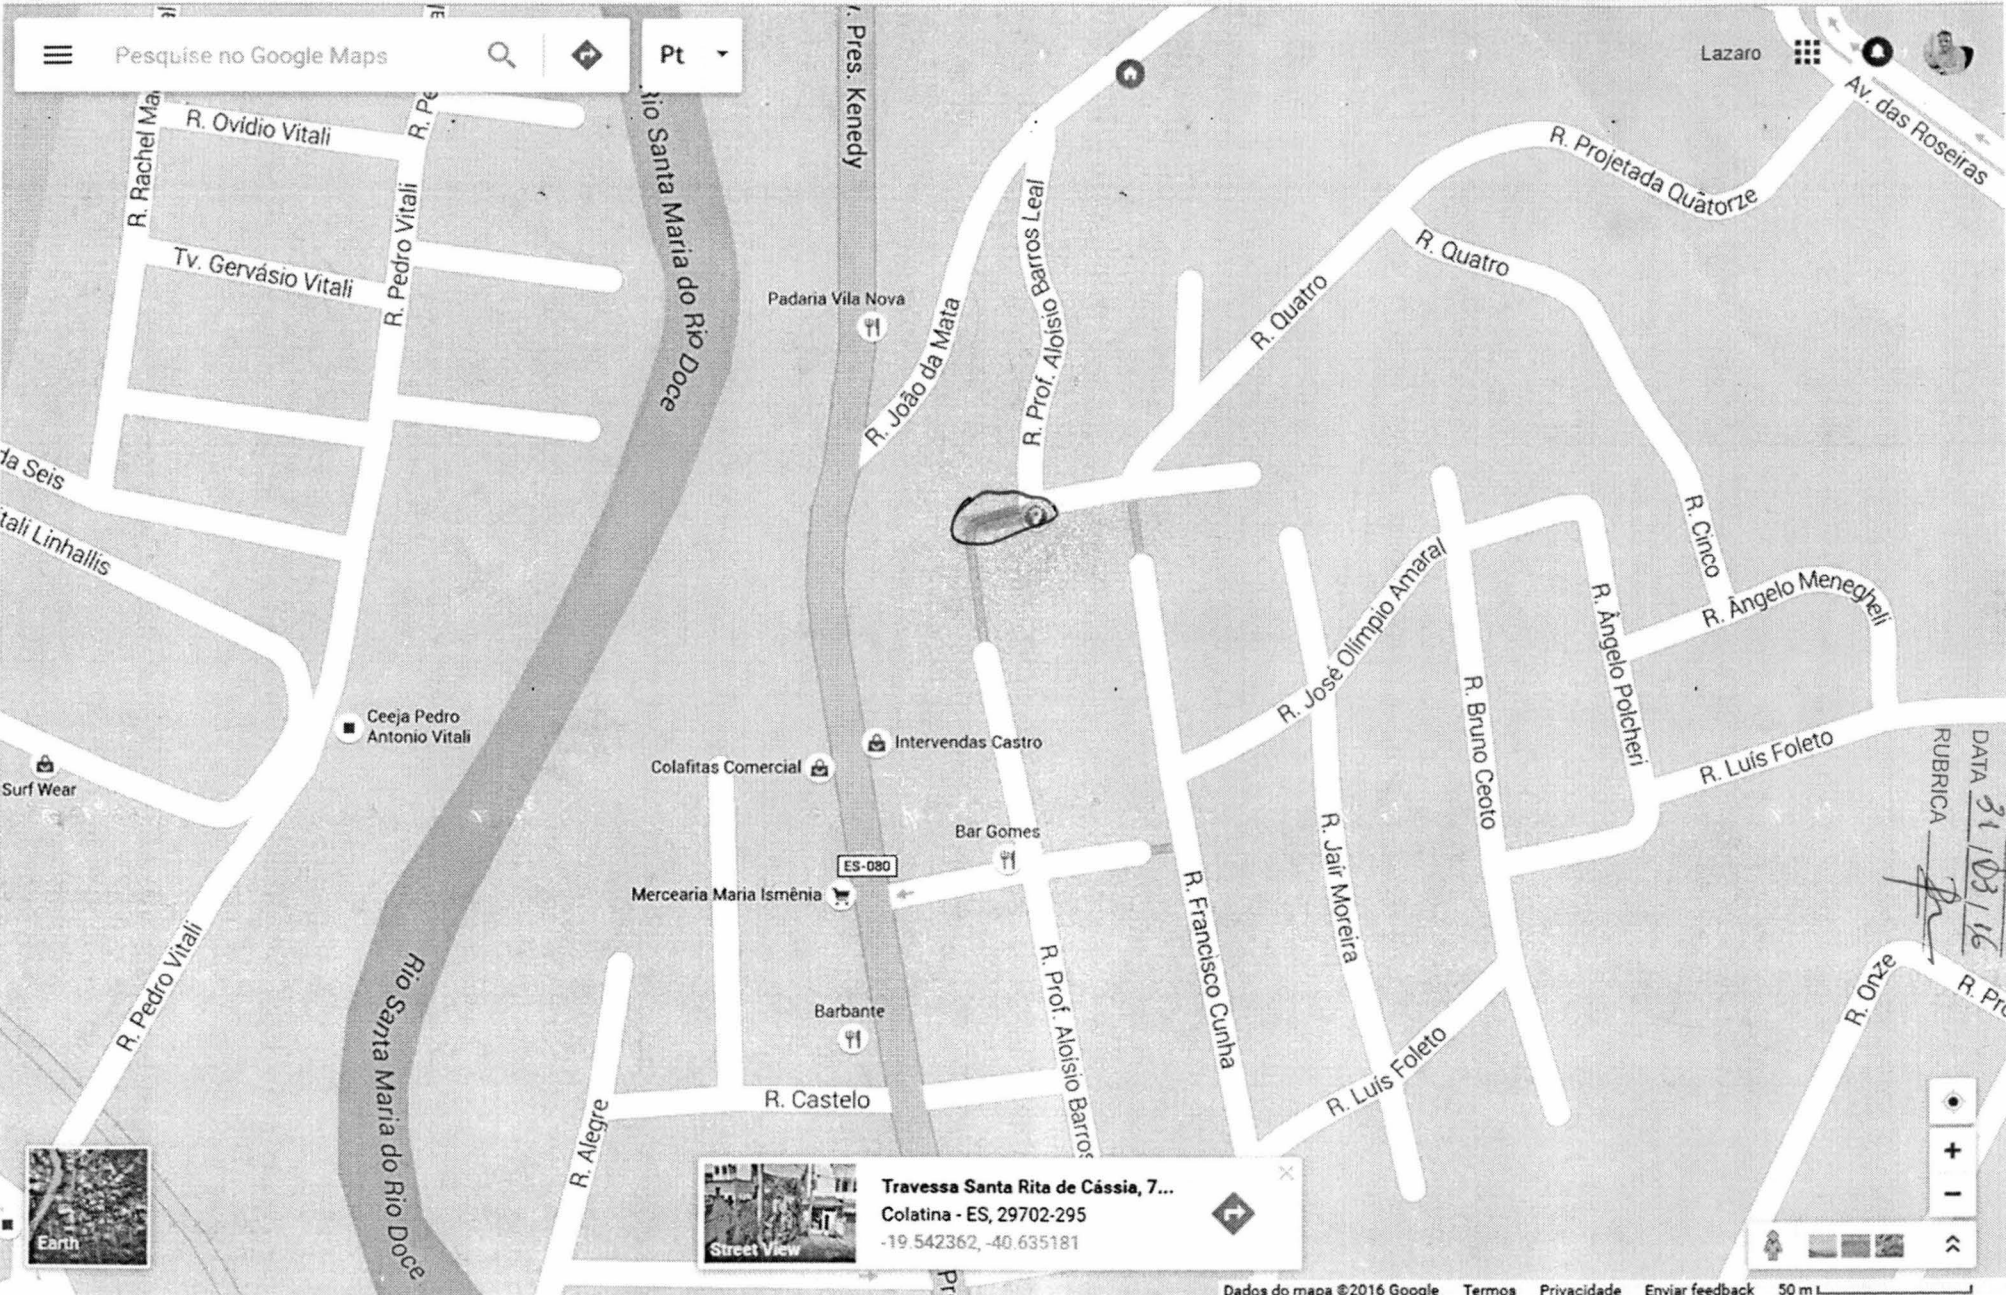 Pesquise no Google Maps
Pt
Lazaro
Pres. Kenedy
Av. das Roseiras
R. Ovídio Vitali
R. Rachel
R. Pedro Vitali
Tv. Gervásio Vitali
Rio Santa Maria do Rio Doce
Padaria Vila Nova
R. João da Mata
R. Prof. Aloísio Barros Leal
R. Projetada Quatorze
R. Quatro
R. Quatro
da Seis
Linhallis
R. Cinco
R. Ângelo Menegheli
R. José Olímpio Amaral
R. Ângelo Polcheri
R. Bruno Ceoto
R. Luís Foleto
Ceeja Pedro
Antonio Vitali
Surf Wear
Intervendas Castro
Colafitas Comercial
Bar Gomes
ES-080
Mercearia Maria Ismênia
R. Jair Moreira
R. Francisco Cunha
R. Prof. Aloísio Barros
DATA 31/03/16
RUBRICA
R. Pedro Vitali
Rio Santa Maria do Rio Doce
Barbante
R. Castelo
R. Alegre
R. Luís Foleto
R. Onze
Earth
Street View
Travessa Santa Rita de Cássia, 7...
Colatina - ES, 29702-295
-19.542362, -40.635181
Dados do mapa ©2016 Google Termos Privacidade Enviar feedback 50 m